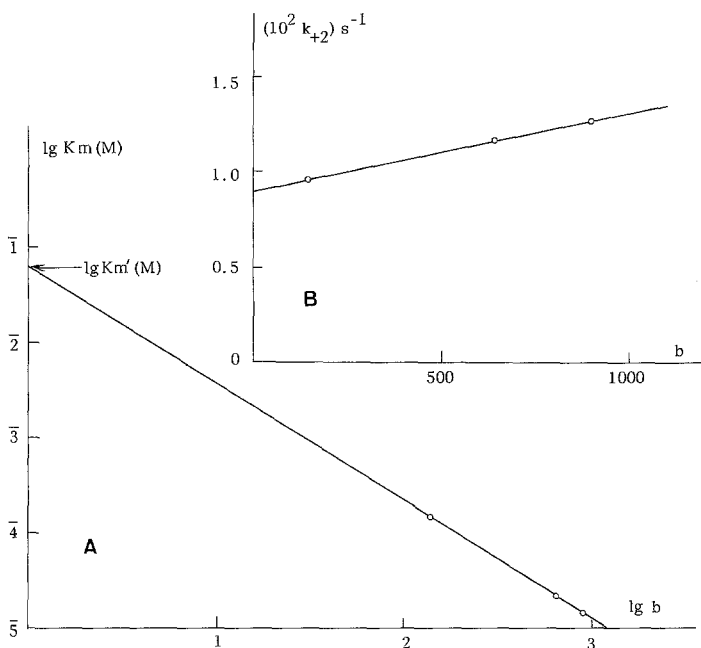 (10² k₊₂) s⁻¹
1.5
1.0
0.5
0
B
500
1000
b
lg Km (M)
1̅
lg Km′ (M)
2̅
3̅
4̅
5̅
A
1
2
3
lg b